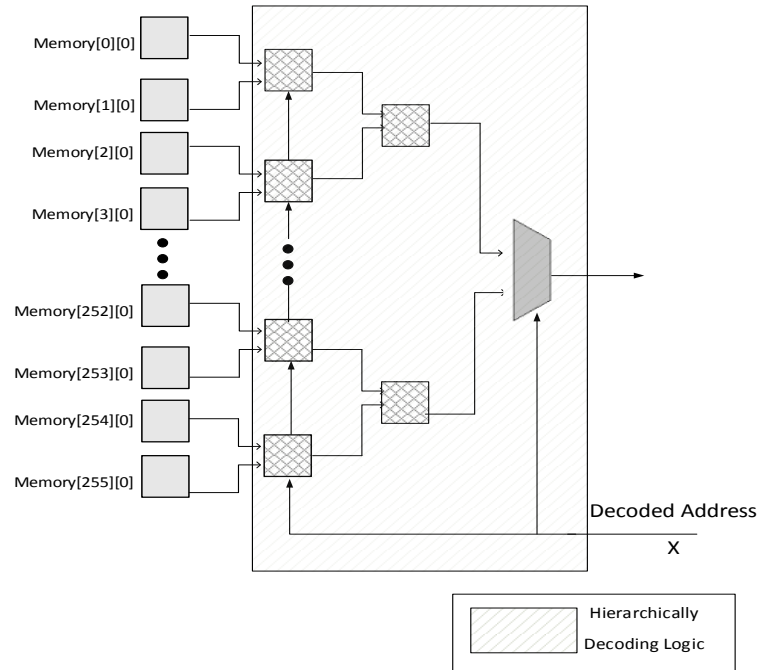 Memory[0][0]
Memory[1][0]
Memory[2][0]
Memory[3][0]
Memory[252][0]
Memory[253][0]
Memory[254][0]
Memory[255][0]
Decoded Address
X
Hierarchically
Decoding Logic